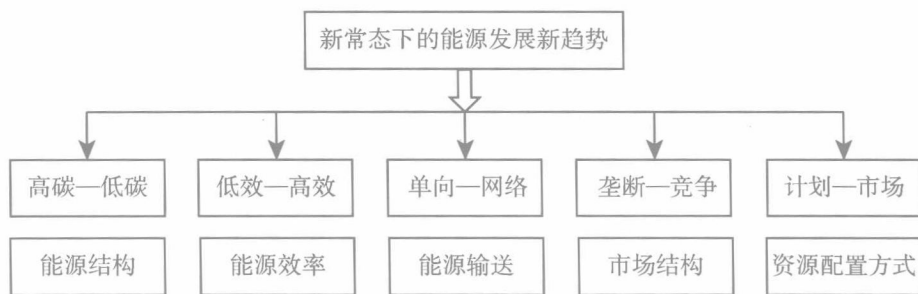 新常态下的能源发展新趋势
高碳—低碳
低效—高效
单向—网络
垄断—竞争
计划—市场
能源结构
能源效率
能源输送
市场结构
资源配置方式